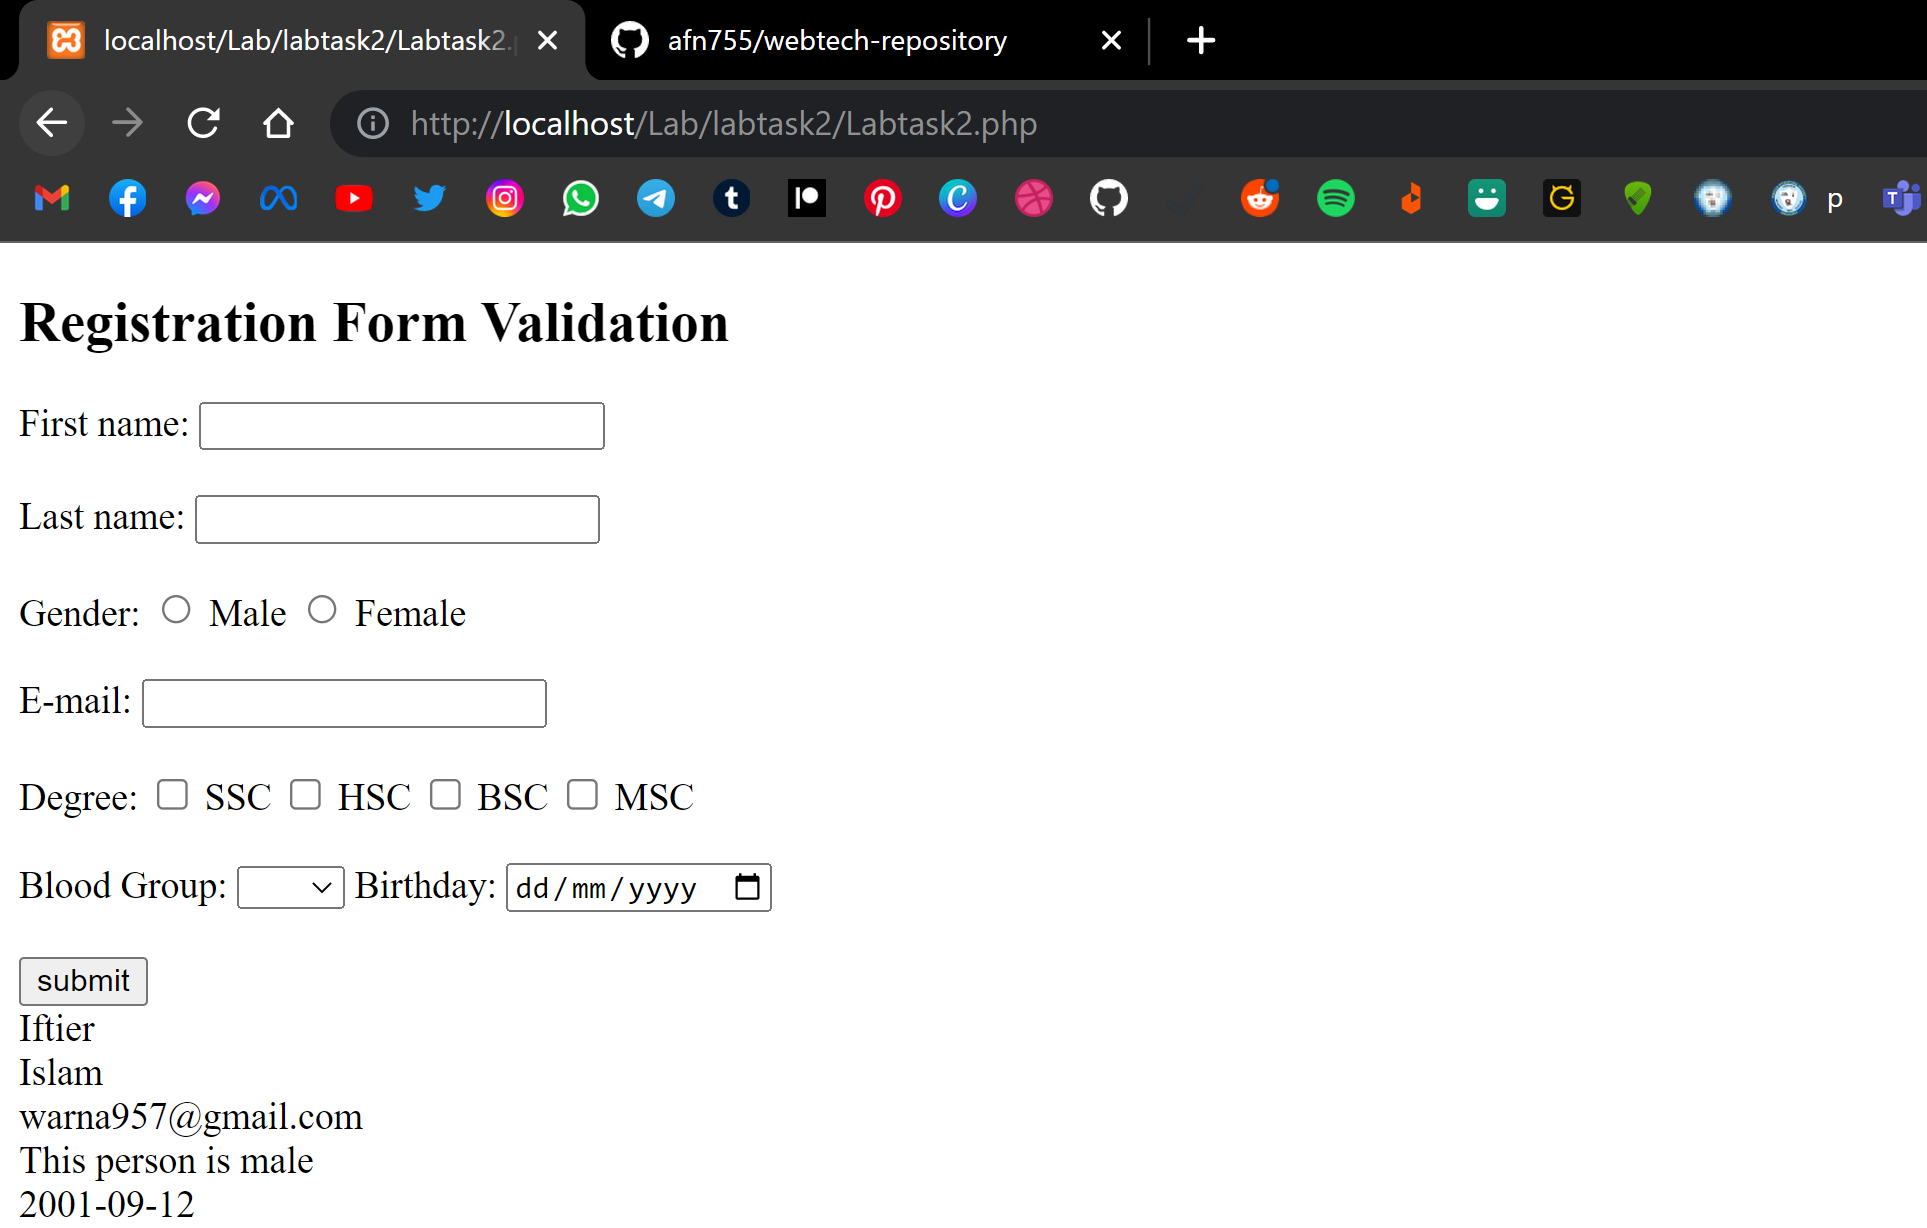 localhost/Lab/labtask2/Labtask2.
afn755/webtech-repository
http://localhost/Lab/labtask2/Labtask2.php
p
Registration Form Validation
First name:
Last name:
Gender: Male Female
E-mail:
Degree: SSC HSC BSC MSC
Blood Group: Birthday: dd/mm/yyyy
submit
Iftier
Islam
warna957@gmail.com
This person is male
2001-09-12